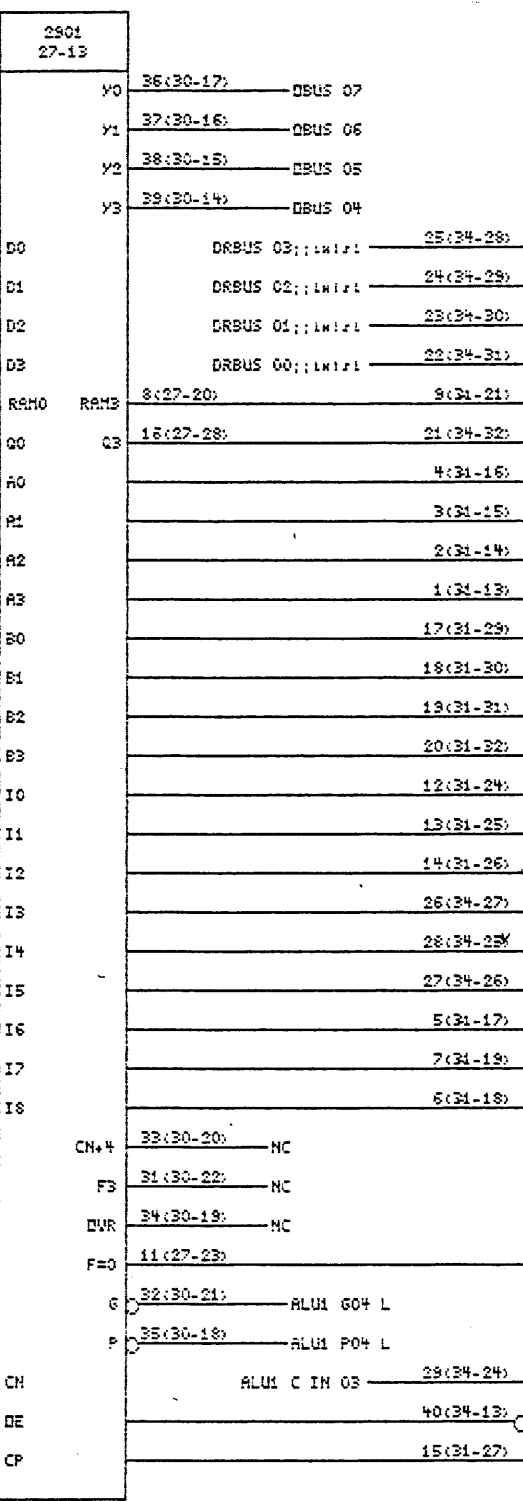 2901
27-13
Y0 36(30-17) OBUS 07
Y1 37(30-16) OBUS 06
Y2 38(30-15) OBUS 05
Y3 39(30-14) OBUS 04
D0 DRBUS 03;;ixiri 25(34-28)
D1 DRBUS 02;;ixiri 24(34-29)
D2 DRBUS 01;;ixiri 23(34-30)
D3 DRBUS 00;;ixiri 22(34-31)
RAM0 RAM3 8(27-20) 9(31-21)
Q0 Q3 16(27-28) 21(34-32)
A0 4(31-16)
A1 3(31-15)
A2 2(31-14)
A3 1(31-13)
B0 17(31-29)
B1 18(31-30)
B2 19(31-31)
B3 20(31-32)
I0 12(31-24)
I1 13(31-25)
I2 14(31-26)
I3 26(34-27)
I4 28(34-25)
I5 27(34-26)
I6 5(31-17)
I7 7(31-19)
I8 6(31-18)
CN+4 33(30-20) NC
F3 31(30-22) NC
OVR 34(30-19) NC
F=0 11(27-23)
G 32(30-21) ALU1 G04 L
P 35(30-18) ALU1 P04 L
CN ALU1 C IN 03 29(34-24)
OE 40(34-13)
CP 15(31-27)